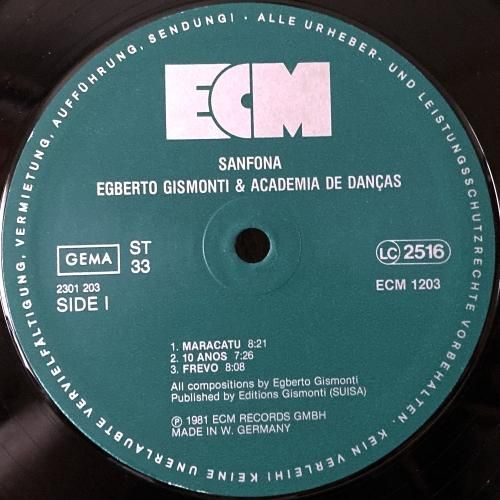 ALLE URHEBER- UND LEISTUNGSSCHUTZRECHTE VORBEHALTEN · KEIN VERLEIH! KEINE UNERLAUBTE VERVIELFÄLTIGUNG, VERMIETUNG, AUFFÜHRUNG, SENDUNG! ·
ECM
SANFONA
EGBERTO GISMONTI & ACADEMIA DE DANÇAS
GEMA
ST
33
2301 203
SIDE I
LC 2516
ECM 1203
1. MARACATU 8:21
2. 10 ANOS 7:26
3. FREVO 8:08
All compositions by Egberto Gismonti
Published by Editions Gismonti (SUISA)
℗ 1981 ECM RECORDS GMBH
MADE IN W. GERMANY